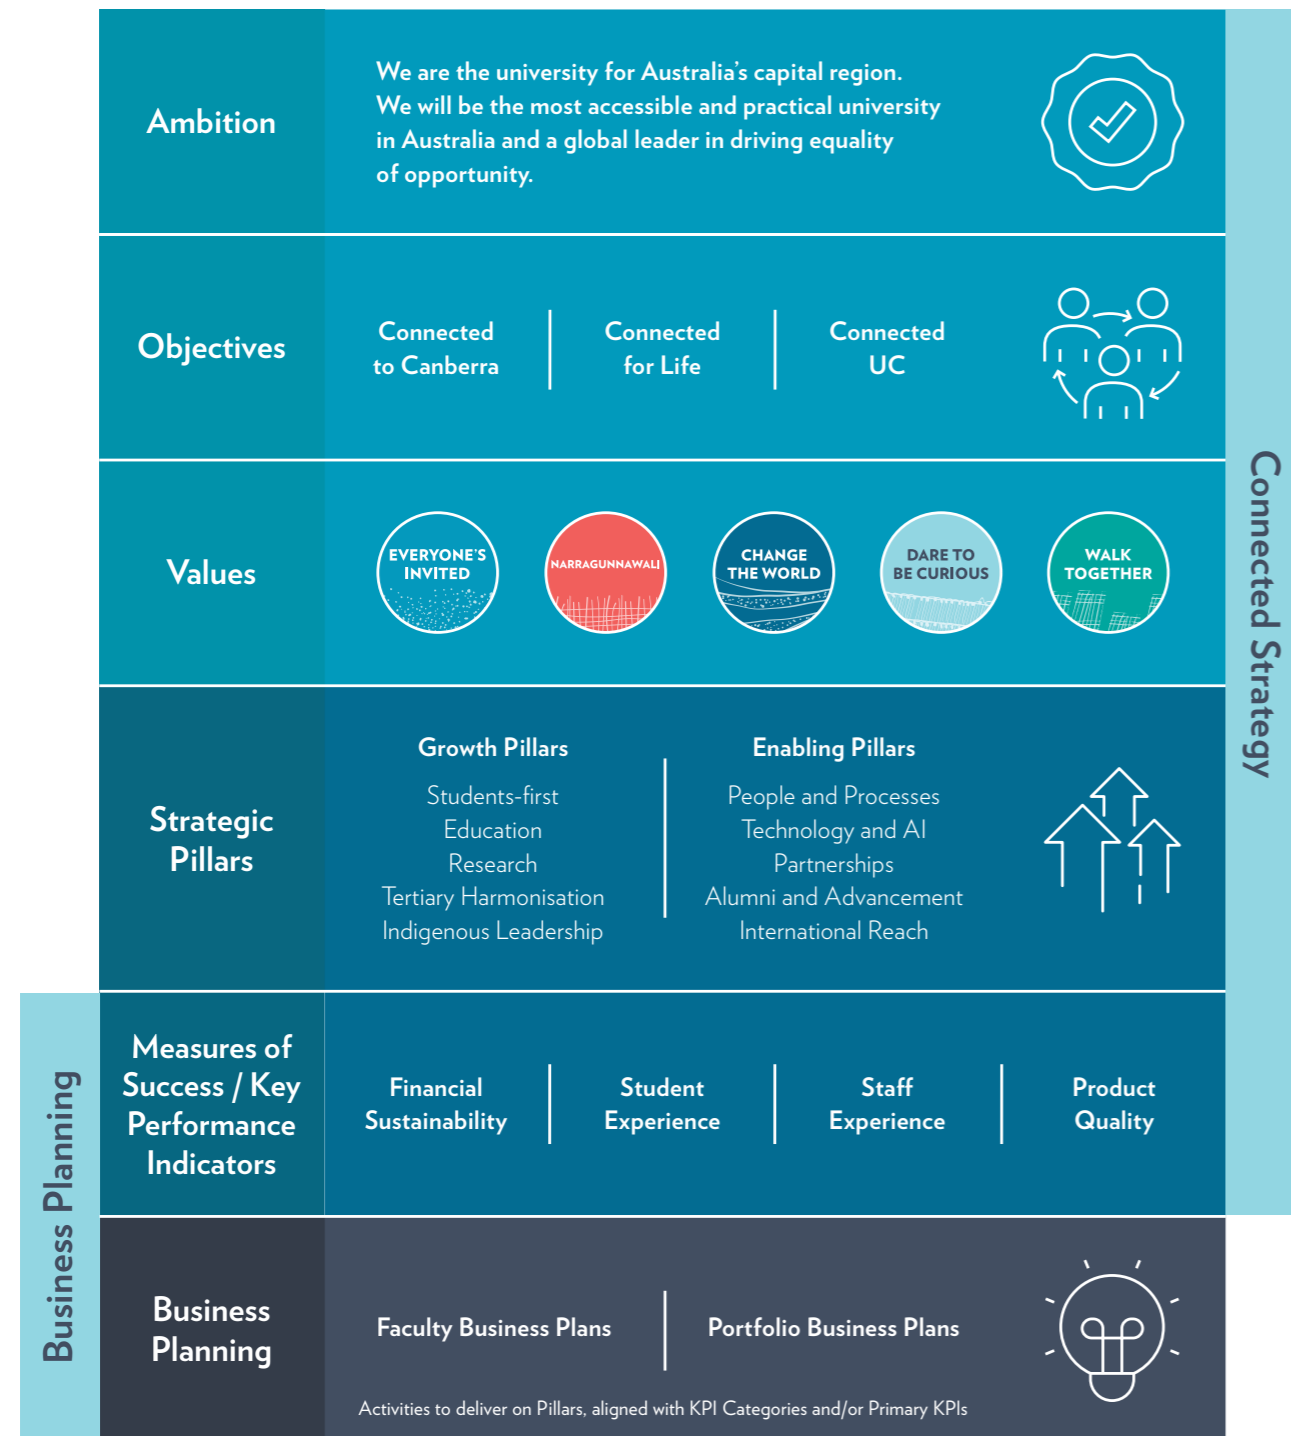 Ambition
We are the university for Australia's capital region.
We will be the most accessible and practical university
in Australia and a global leader in driving equality
of opportunity.
Objectives
Connected
to Canberra
Connected
for Life
Connected
UC
Values
EVERYONE'S
INVITED
NARRAGUNNAWALI
CHANGE
THE WORLD
DARE TO
BE CURIOUS
WALK
TOGETHER
Strategic
Pillars
Growth Pillars
Students-first
Education
Research
Tertiary Harmonisation
Indigenous Leadership
Enabling Pillars
People and Processes
Technology and AI
Partnerships
Alumni and Advancement
International Reach
Connected Strategy
Measures of
Success / Key
Performance
Indicators
Financial
Sustainability
Student
Experience
Staff
Experience
Product
Quality
Business Planning
Business
Planning
Faculty Business Plans
Portfolio Business Plans
Activities to deliver on Pillars, aligned with KPI Categories and/or Primary KPIs